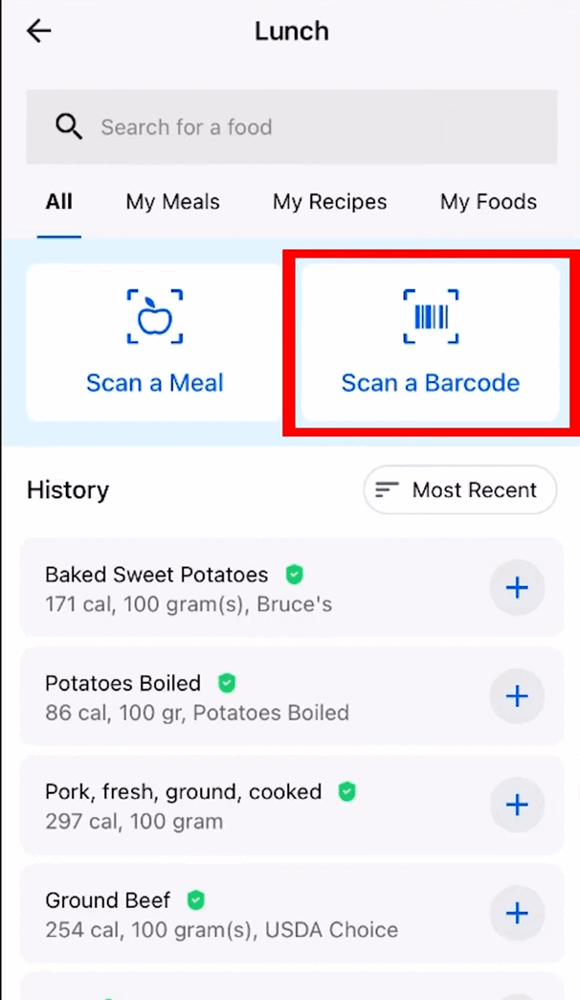 Lunch
Search for a food
All My Meals My Recipes My Foods
Scan a Meal Scan a Barcode
History Most Recent
Baked Sweet Potatoes
171 cal, 100 gram(s), Bruce's
Potatoes Boiled
86 cal, 100 gr, Potatoes Boiled
Pork, fresh, ground, cooked
297 cal, 100 gram
Ground Beef
254 cal, 100 gram(s), USDA Choice